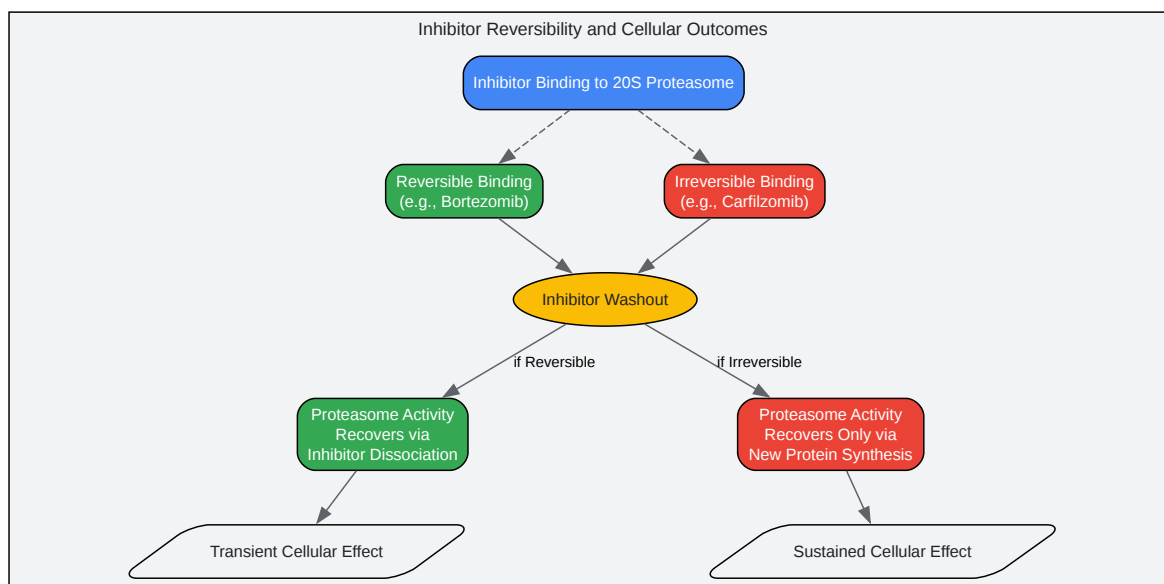 Inhibitor Reversibility and Cellular Outcomes
Inhibitor Binding to 20S Proteasome
Reversible Binding
(e.g., Bortezomib)
Irreversible Binding
(e.g., Carfilzomib)
Inhibitor Washout
if Reversible
if Irreversible
Proteasome Activity
Recovers via
Inhibitor Dissociation
Proteasome Activity
Recovers Only via
New Protein Synthesis
Transient Cellular Effect
Sustained Cellular Effect